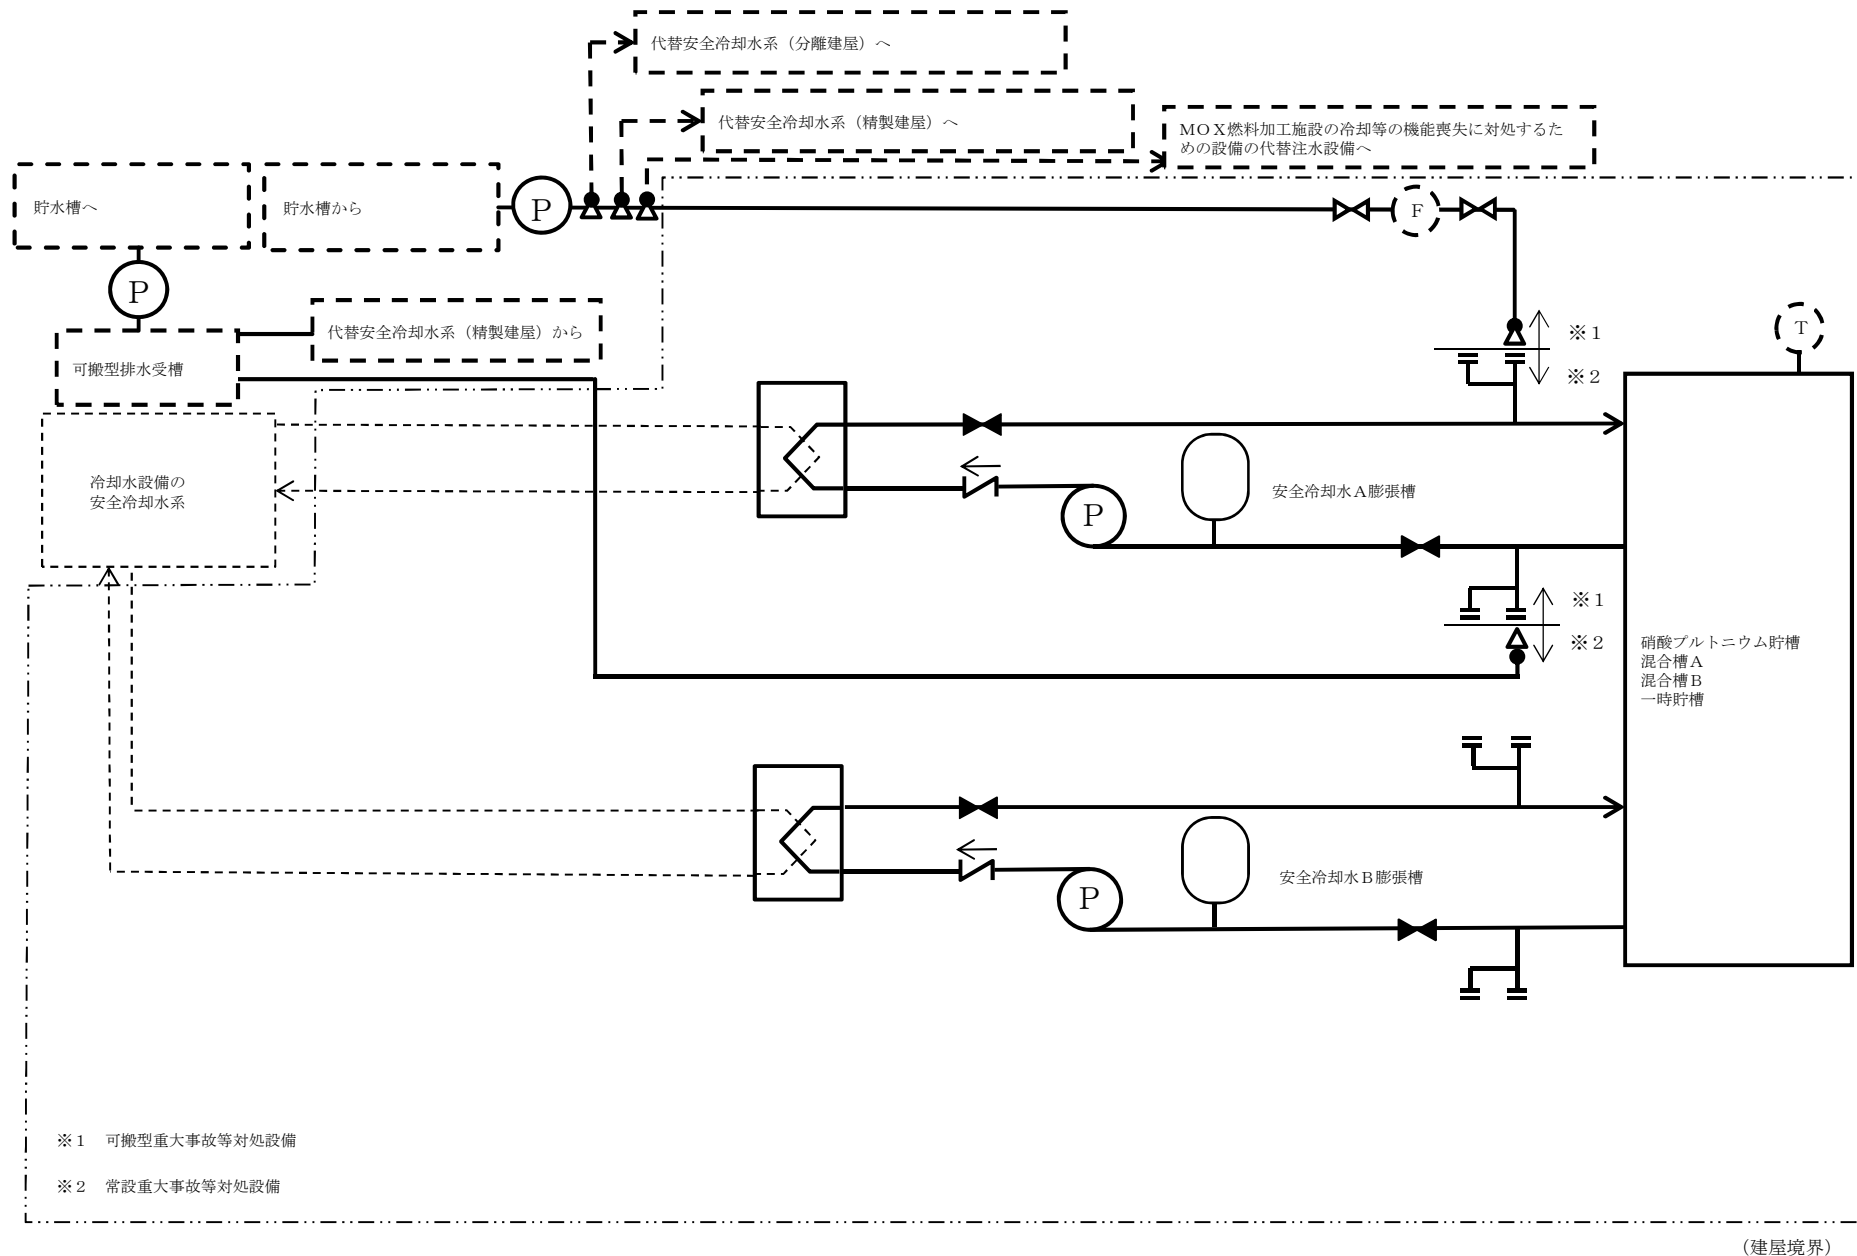 代替安全冷却水系（分離建屋）へ
代替安全冷却水系（精製建屋）へ
ＭＯＸ燃料加工施設の冷却等の機能喪失に対処するた
めの設備の代替注水設備へ
貯水槽へ
貯水槽から
P
F
P
代替安全冷却水系（精製建屋）から
可搬型排水受槽
※１
※２
T
冷却水設備の
安全冷却水系
P
安全冷却水Ａ膨張槽
※１
※２
硝酸プルトニウム貯槽
混合槽Ａ
混合槽Ｂ
一時貯槽
P
安全冷却水Ｂ膨張槽
※１　可搬型重大事故等対処設備
※２　常設重大事故等対処設備
（建屋境界）